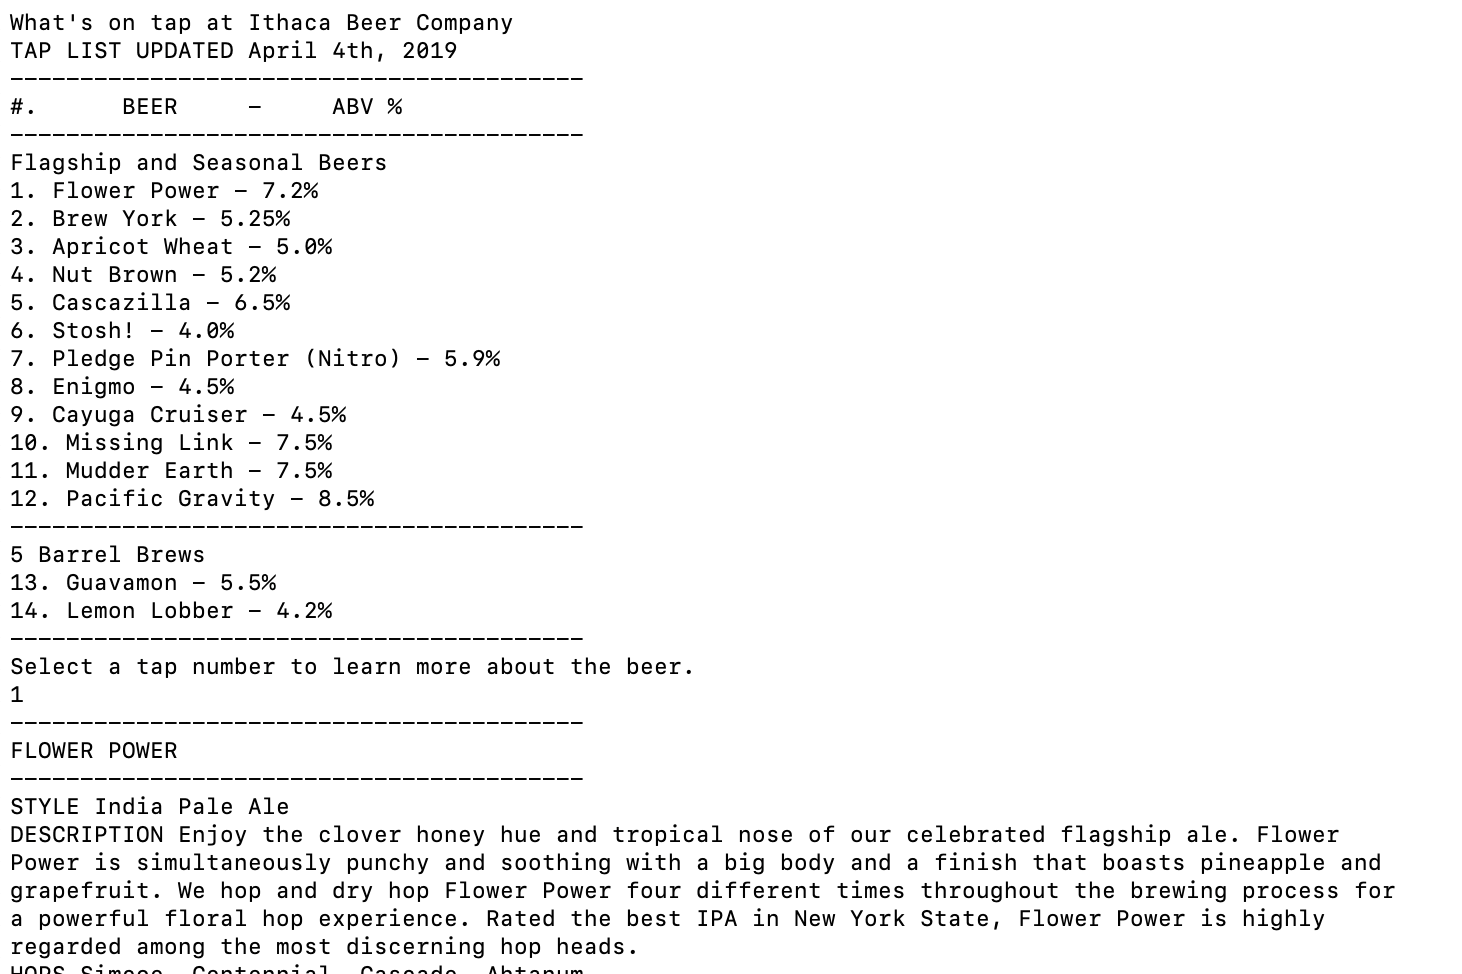 What's on tap at Ithaca Beer Company
TAP LIST UPDATED April 4th, 2019
-----------------------------------------
#.      BEER     -     ABV %
-----------------------------------------
Flagship and Seasonal Beers
1. Flower Power - 7.2%
2. Brew York - 5.25%
3. Apricot Wheat - 5.0%
4. Nut Brown - 5.2%
5. Cascazilla - 6.5%
6. Stosh! - 4.0%
7. Pledge Pin Porter (Nitro) - 5.9%
8. Enigmo - 4.5%
9. Cayuga Cruiser - 4.5%
10. Missing Link - 7.5%
11. Mudder Earth - 7.5%
12. Pacific Gravity - 8.5%
-----------------------------------------
5 Barrel Brews
13. Guavamon - 5.5%
14. Lemon Lobber - 4.2%
-----------------------------------------
Select a tap number to learn more about the beer.
1
-----------------------------------------
FLOWER POWER
-----------------------------------------
STYLE India Pale Ale
DESCRIPTION Enjoy the clover honey hue and tropical nose of our celebrated flagship ale. Flower
Power is simultaneously punchy and soothing with a big body and a finish that boasts pineapple and
grapefruit. We hop and dry hop Flower Power four different times throughout the brewing process for
a powerful floral hop experience. Rated the best IPA in New York State, Flower Power is highly
regarded among the most discerning hop heads.
HOPS Simcoe, Centennial, Cascade, Ahtanum